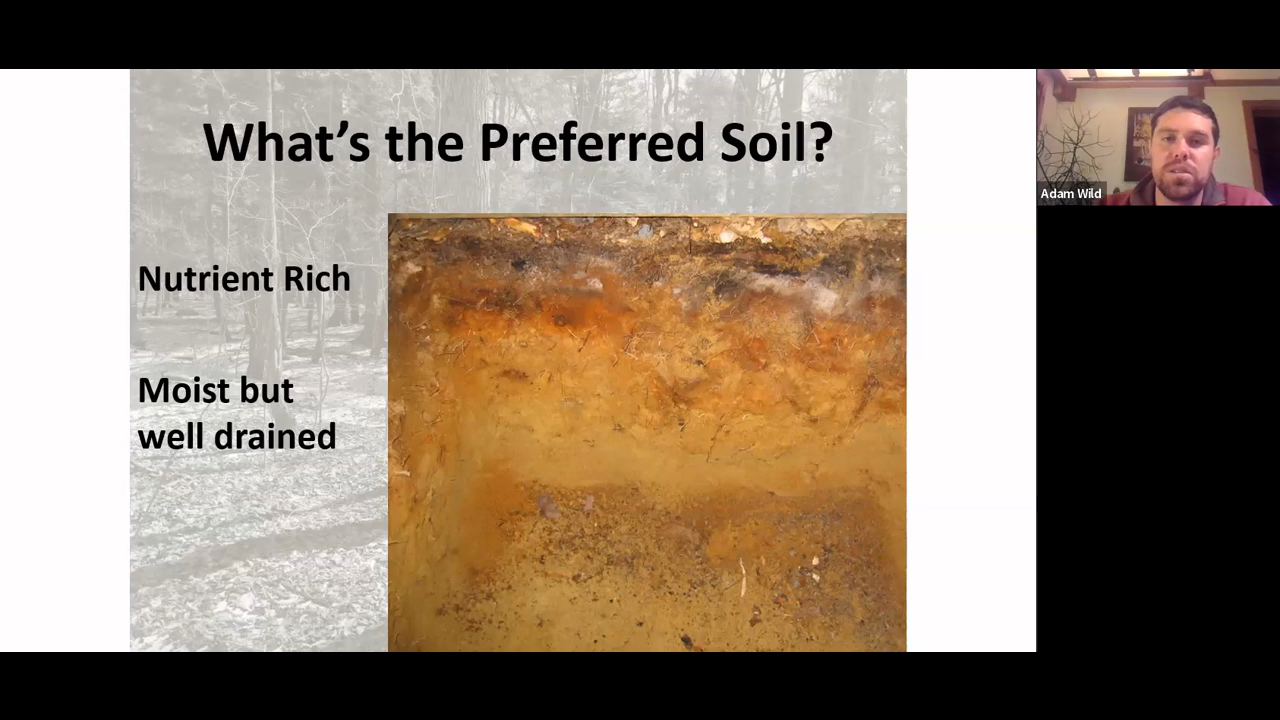 What’s the Preferred Soil?
Nutrient Rich
Moist but
well drained
Adam Wild